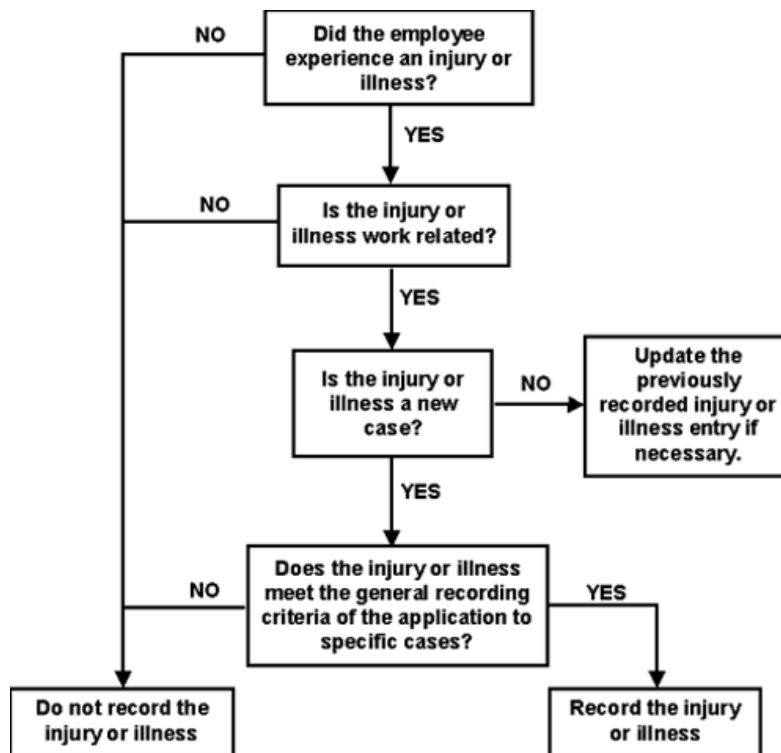 NO
Did the employee
experience an injury or
illness?
YES
NO
Is the injury or
illness work related?
YES
Is the injury or
illness a new
case?
NO
Update the
previously
recorded injury or
illness entry if
necessary.
YES
NO
Does the injury or illness
meet the general recording
criteria of the application to
specific cases?
YES
Do not record the
injury or illness
Record the injury
or illness